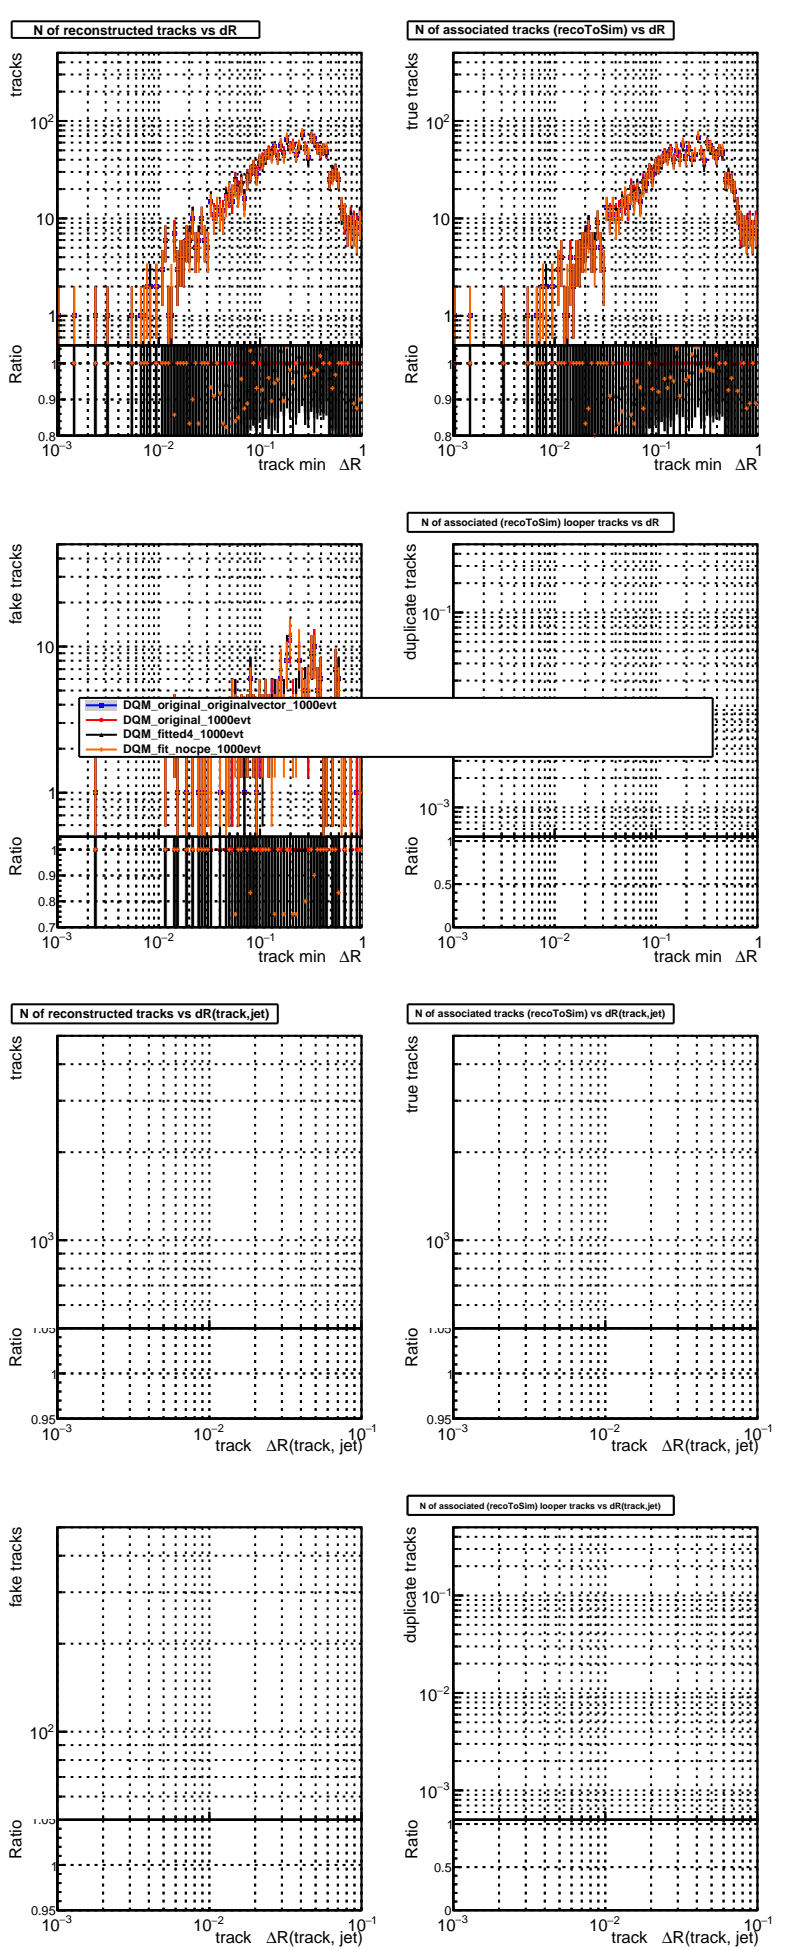 N of reconstructed tracks vs dR
tracks
10²
10
1
Ratio
1
0.9
0.8
10⁻³ 10⁻² 10⁻¹ 1
track min ΔR
N of associated tracks (recoToSim) vs dR
true tracks
10²
10
1
Ratio
1
0.9
0.8
10⁻³ 10⁻² 10⁻¹ 1
track min ΔR
fake tracks
10
1
Ratio
1
0.9
0.8
0.7
10⁻³ 10⁻² 10⁻¹ 1
track min ΔR
N of associated (recoToSim) looper tracks vs dR
duplicate tracks
10⁻¹
10⁻³
Ratio
1
0.5
0
10⁻³ 10⁻² 10⁻¹ 1
track min ΔR
DQM_original_originalvector_1000evt
DQM_original_1000evt
DQM_fitted4_1000evt
DQM_fit_nocpe_1000evt
N of reconstructed tracks vs dR(track,jet)
tracks
10³
Ratio
1.05
1
0.95
10⁻³ 10⁻² 10⁻¹
track ΔR(track, jet)
N of associated tracks (recoToSim) vs dR(track,jet)
true tracks
10³
Ratio
1.05
1
0.95
10⁻³ 10⁻² 10⁻¹
track ΔR(track, jet)
fake tracks
10²
Ratio
1.05
1
0.95
10⁻³ 10⁻² 10⁻¹
track ΔR(track, jet)
N of associated (recoToSim) looper tracks vs dR(track,jet)
duplicate tracks
10⁻¹
10⁻²
10⁻³
Ratio
1
0.5
0
10⁻³ 10⁻² 10⁻¹
track ΔR(track, jet)